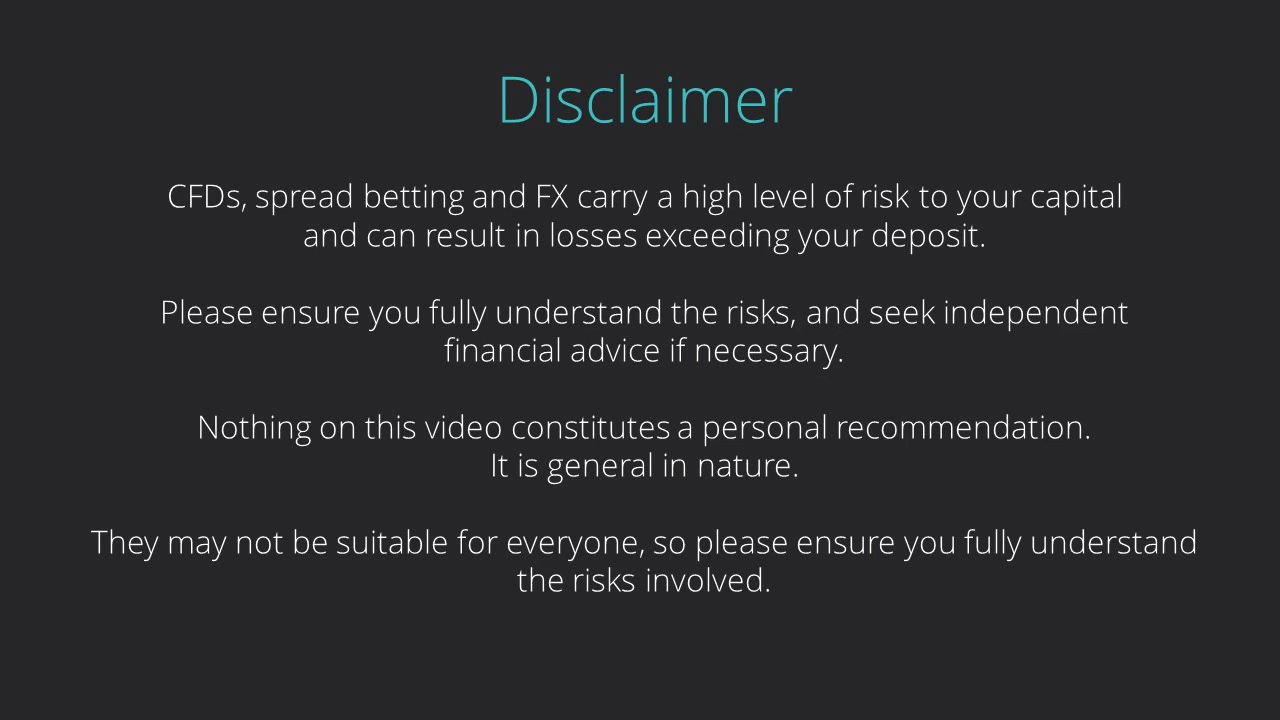 Disclaimer
CFDs, spread betting and FX carry a high level of risk to your capital
and can result in losses exceeding your deposit.
Please ensure you fully understand the risks, and seek independent
financial advice if necessary.
Nothing on this video constitutes a personal recommendation.
It is general in nature.
They may not be suitable for everyone, so please ensure you fully understand
the risks involved.